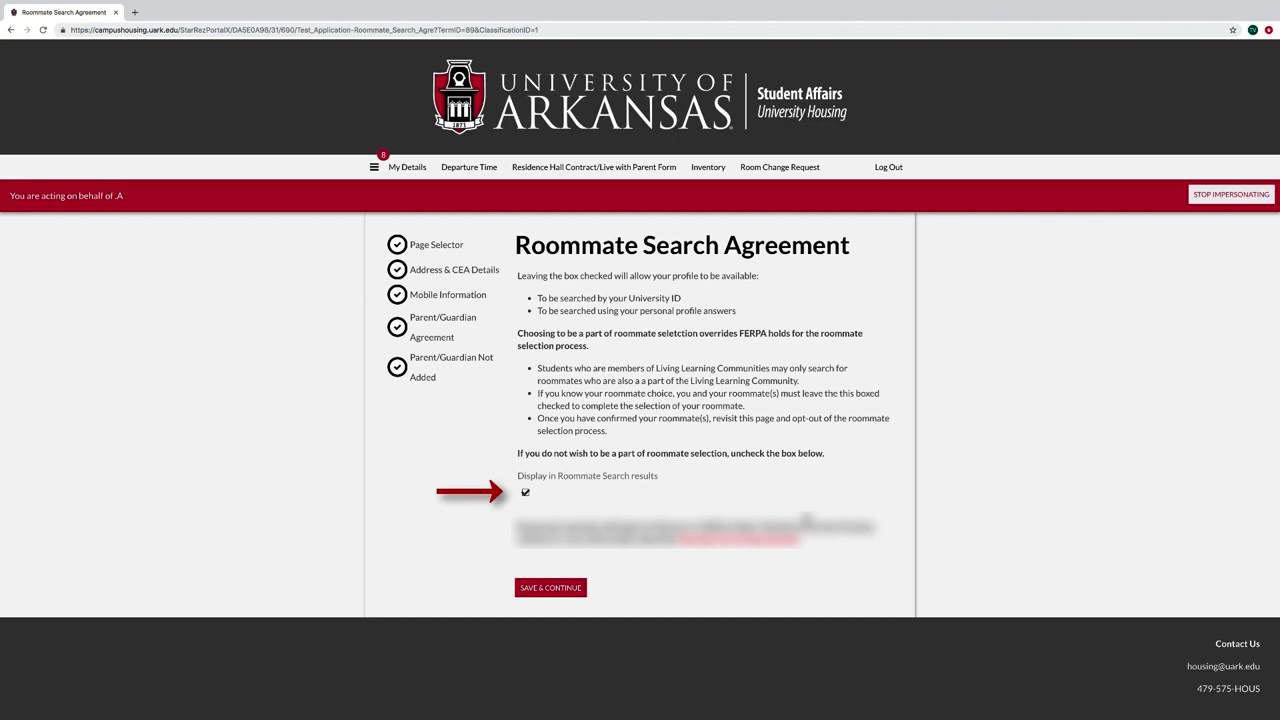 Roommate Search Agreement
https://campushousing.uark.edu/StarRezPortalX/DA5E0A98/31/690/Test_Application-Roommate_Search_Agre?TermID=89&ClassificationID=1
TV
UNIVERSITY OF
ARKANSAS
1871
Student Affairs
University Housing
8
My Details
Departure Time
Residence Hall Contract/Live with Parent Form
Inventory
Room Change Request
Log Out
You are acting on behalf of .A
STOP IMPERSONATING
Page Selector
Address & CEA Details
Mobile Information
Parent/Guardian
Agreement
Parent/Guardian Not
Added
Roommate Search Agreement
Leaving the box checked will allow your profile to be available:
To be searched by your University ID
To be searched using your personal profile answers
Choosing to be a part of roommate seletction overrides FERPA holds for the roommate
selection process.
Students who are members of Living Learning Communities may only search for
roommates who are also a a part of the Living Learning Community.
If you know your roommate choice, you and your roommate(s) must leave the this boxed
checked to complete the selection of your roommate.
Once you have confirmed your roommate(s), revisit this page and opt-out of the roommate
selection process.
If you do not wish to be a part of roommate selection, uncheck the box below.
Display in Roommate Search results
SAVE & CONTINUE
Contact Us
housing@uark.edu
479-575-HOUS